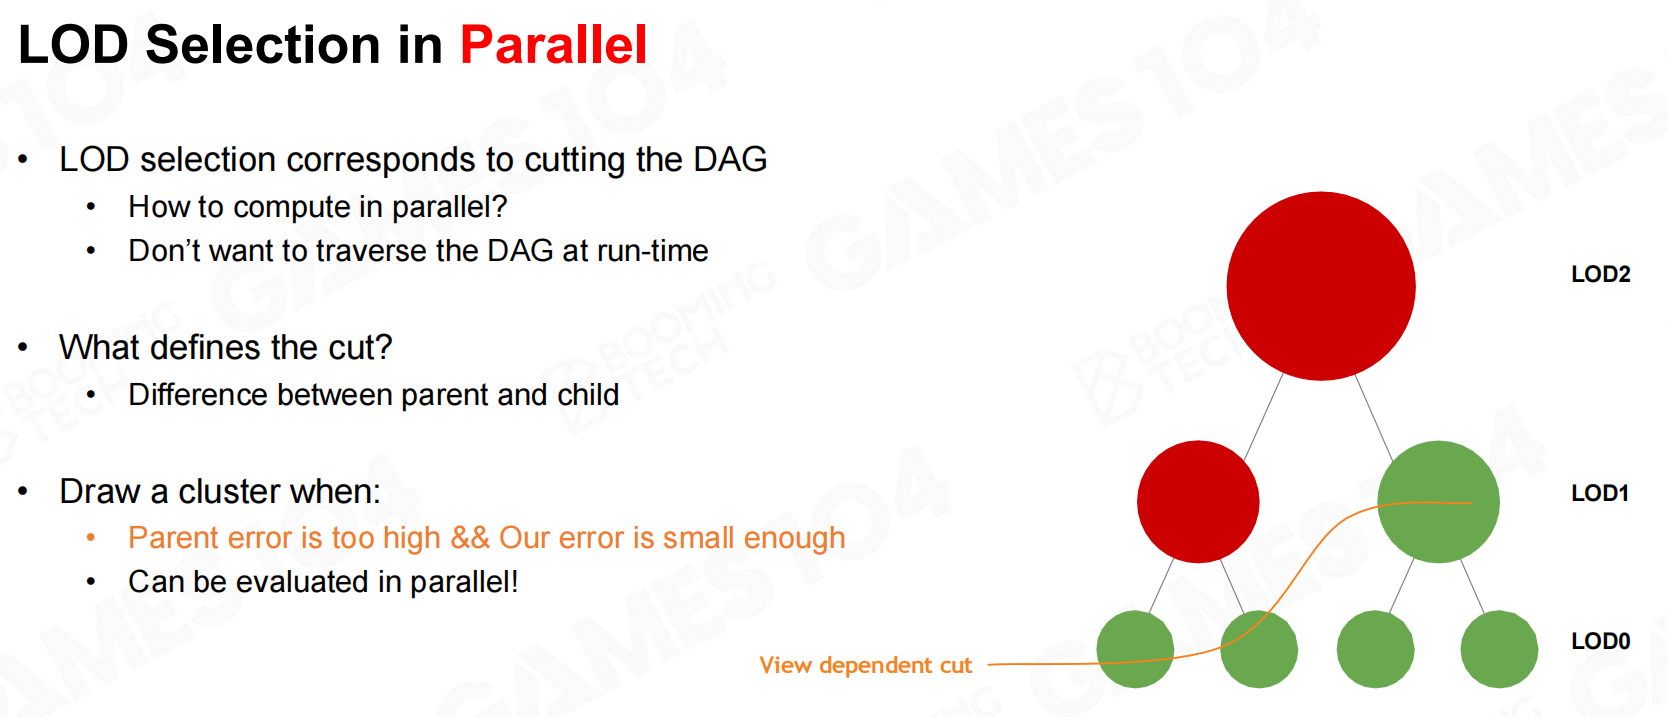 LOD Selection in Parallel
• LOD selection corresponds to cutting the DAG
• How to compute in parallel?
• Don't want to traverse the DAG at run-time
• What defines the cut?
• Difference between parent and child
• Draw a cluster when:
• Parent error is too high && Our error is small enough
• Can be evaluated in parallel!
LOD2
LOD1
LOD0
View dependent cut
GAMES104
BOOMING
TECH